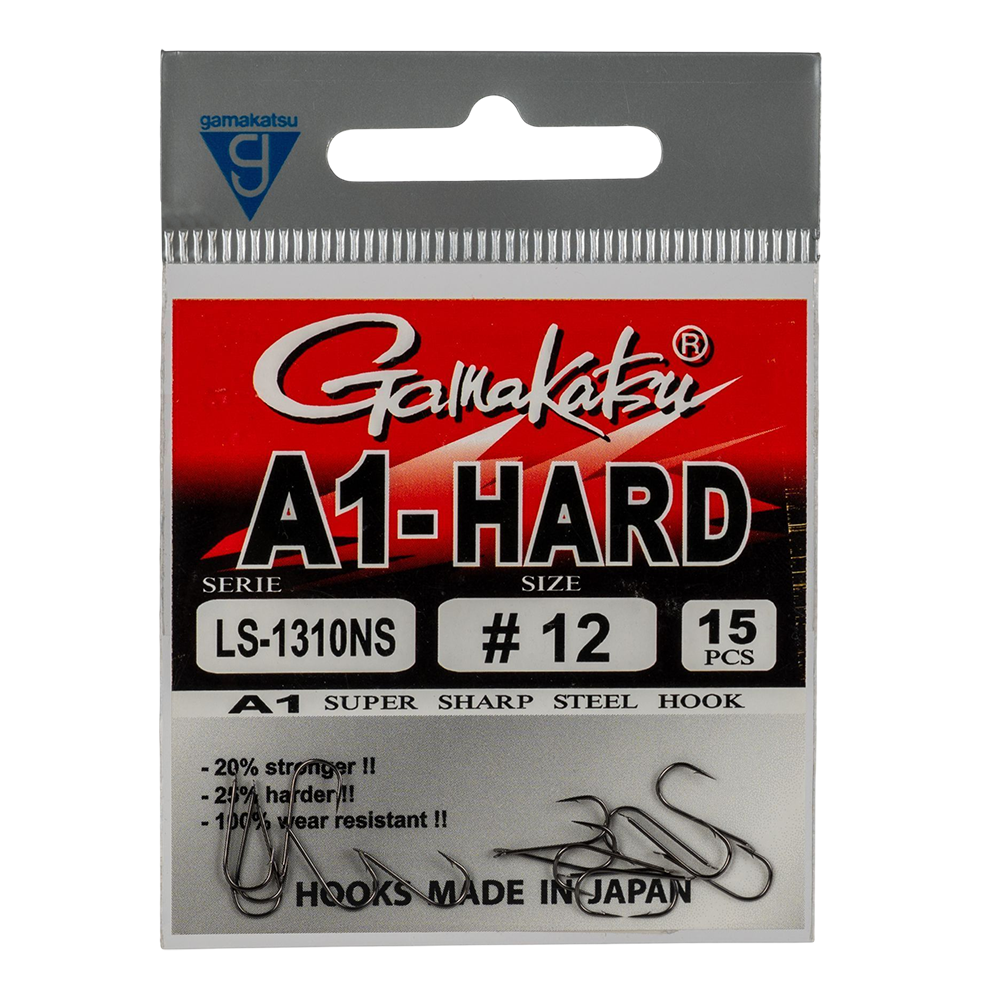 gamakatsu
g
Gamakatsu®
A1-HARD
SERIE SIZE
LS-1310NS #12 15 PCS
A1 SUPER SHARP STEEL HOOK
- 20% stronger !!
- 25% harder !!
- 100% wear resistant !!
HOOKS MADE IN JAPAN